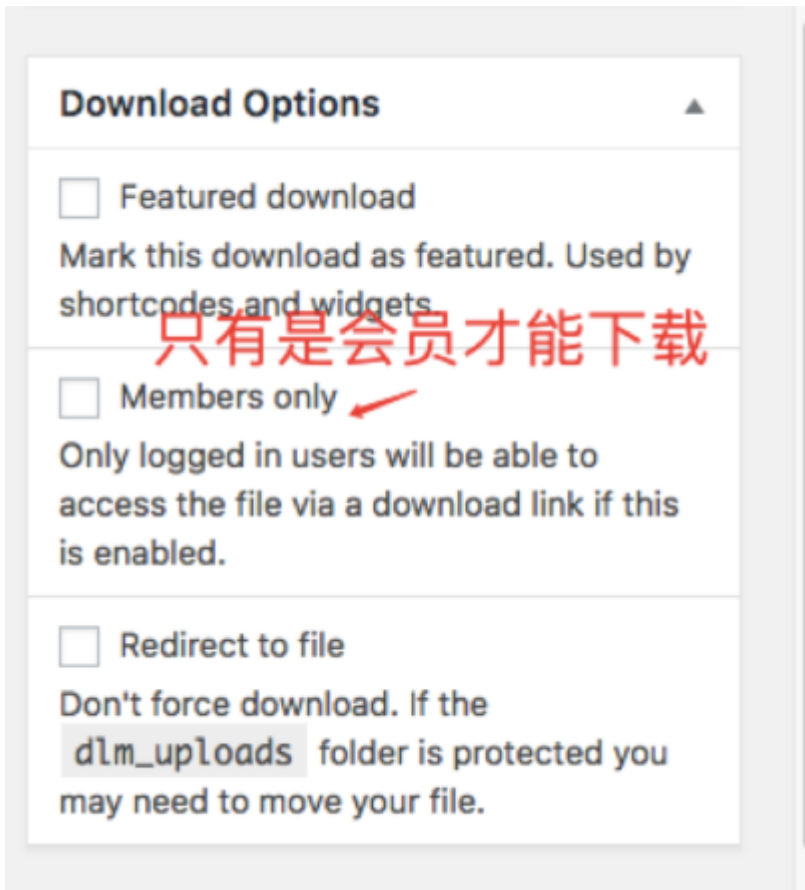 Download Options
Featured download
Mark this download as featured. Used by
shortcodes and widgets.
只有是会员才能下载
Members only
Only logged in users will be able to
access the file via a download link if this
is enabled.
Redirect to file
Don't force download. If the
dlm_uploads folder is protected you
may need to move your file.